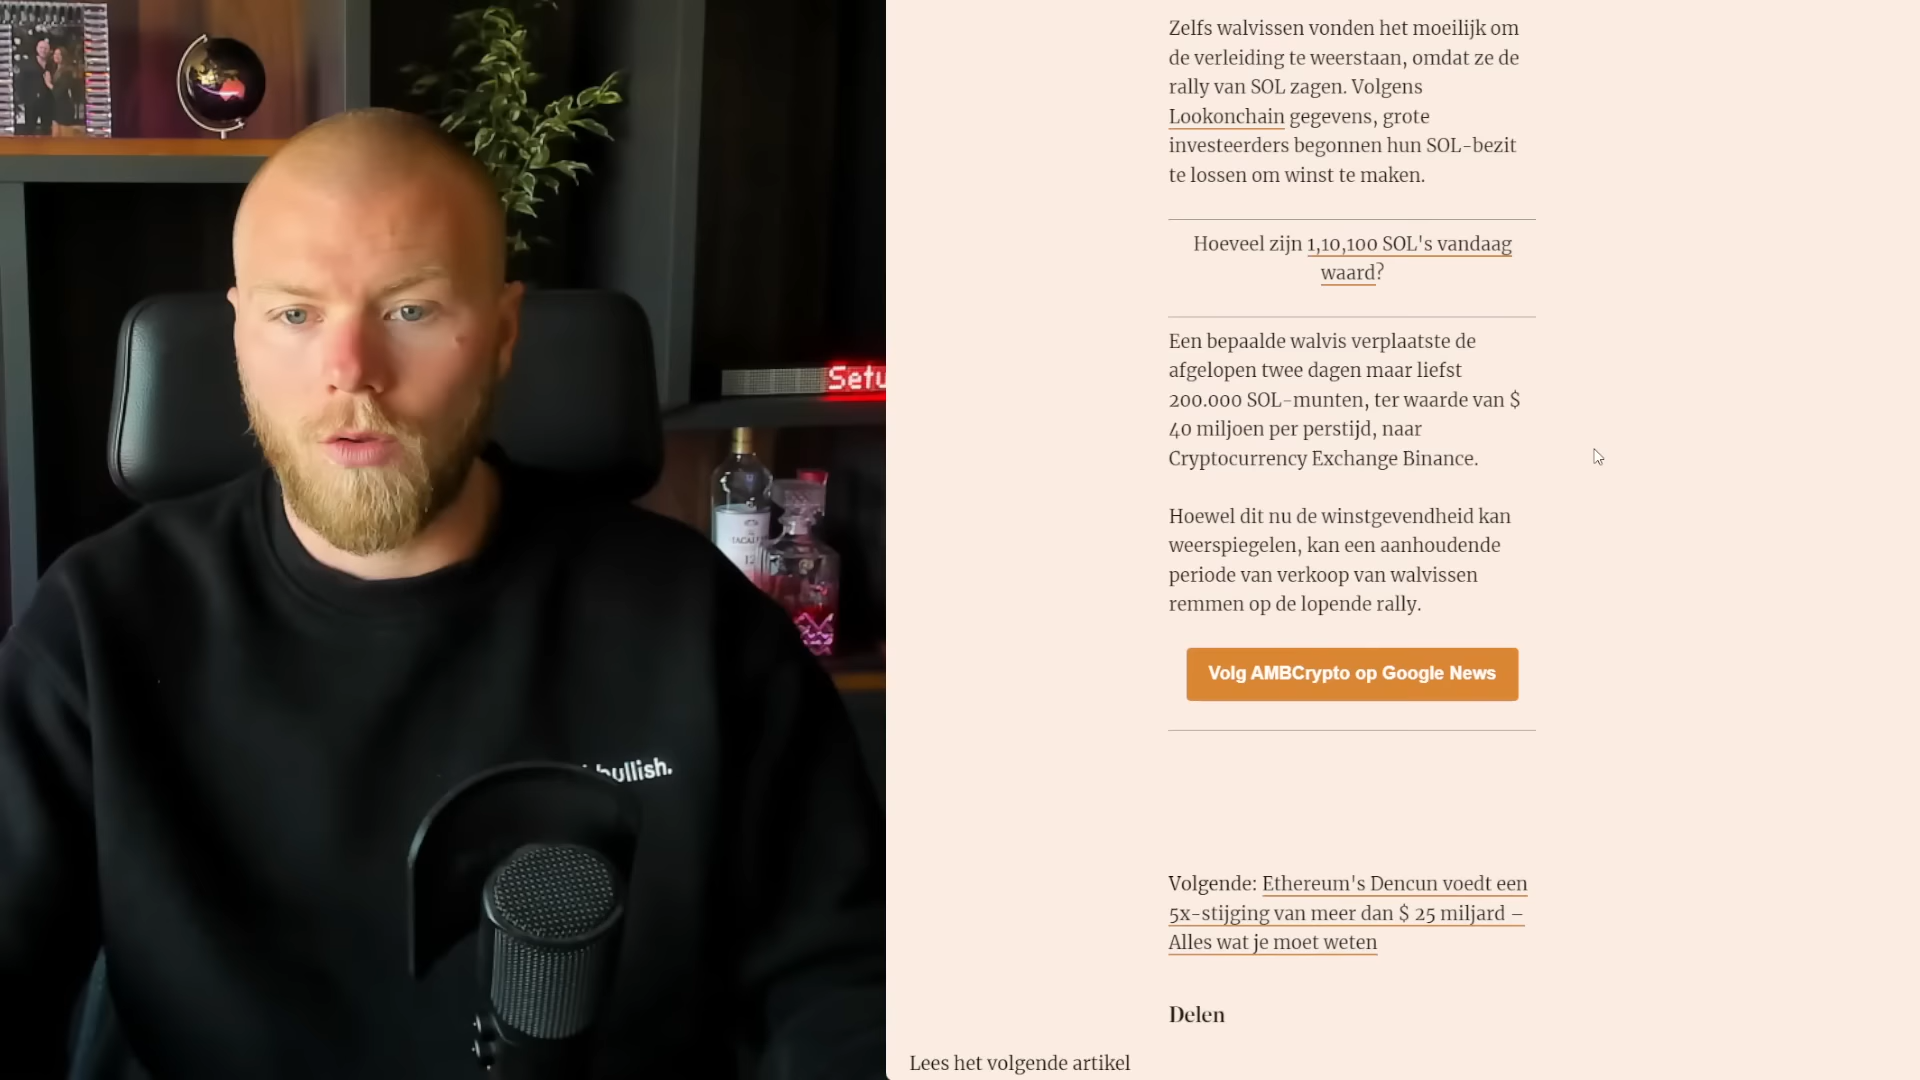 Zelfs walvissen vonden het moeilijk om
de verleiding te weerstaan, omdat ze de
rally van SOL zagen. Volgens
Lookonchain gegevens, grote
investeerders begonnen hun SOL-bezit
te lossen om winst te maken.
Hoeveel zijn 1,10,100 SOL's vandaag
waard?
Een bepaalde walvis verplaatste de
afgelopen twee dagen maar liefst
200.000 SOL-munten, ter waarde van $
40 miljoen per perstijd, naar
Cryptocurrency Exchange Binance.
Hoewel dit nu de winstgevendheid kan
weerspiegelen, kan een aanhoudende
periode van verkoop van walvissen
remmen op de lopende rally.
Volg AMBCrypto op Google News
Volgende: Ethereum's Dencun voedt een
5x-stijging van meer dan $ 25 miljard –
Alles wat je moet weten
Delen
Lees het volgende artikel
Setu
12
bullish.